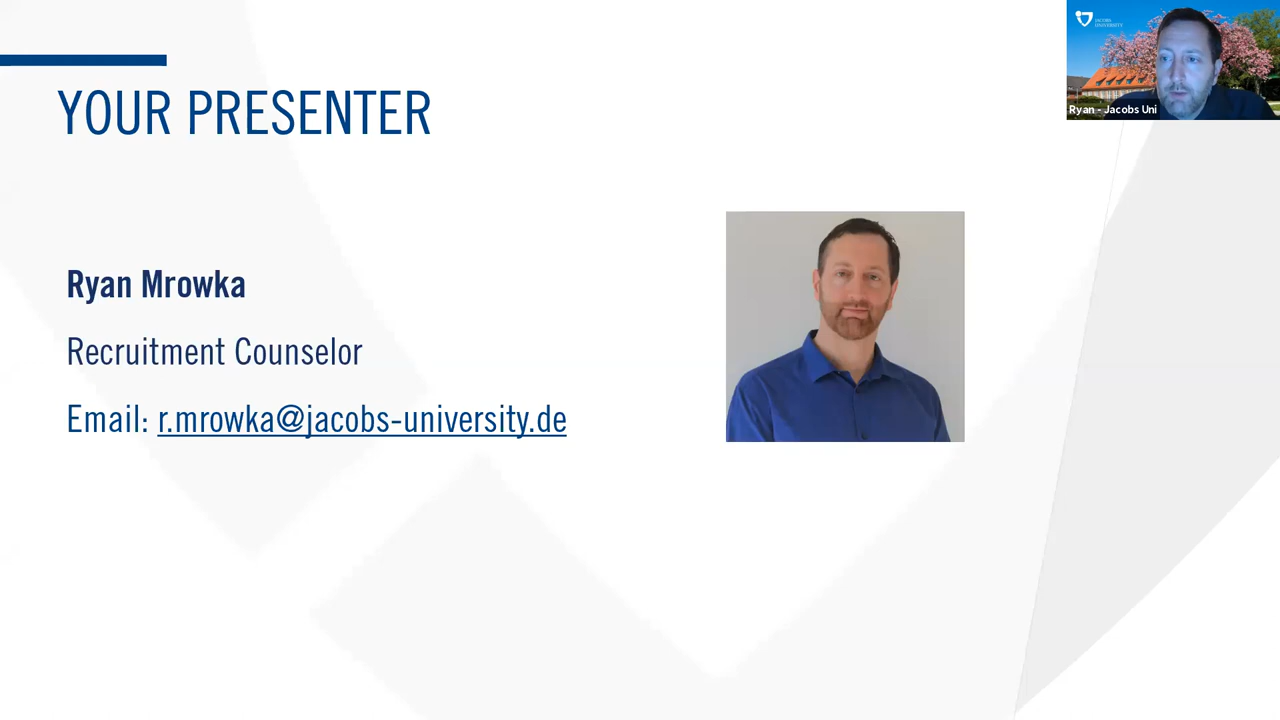 YOUR PRESENTER
Ryan Mrowka
Recruitment Counselor
Email: r.mrowka@jacobs-university.de
JACOBS
UNIVERSITY
Ryan - Jacobs Uni